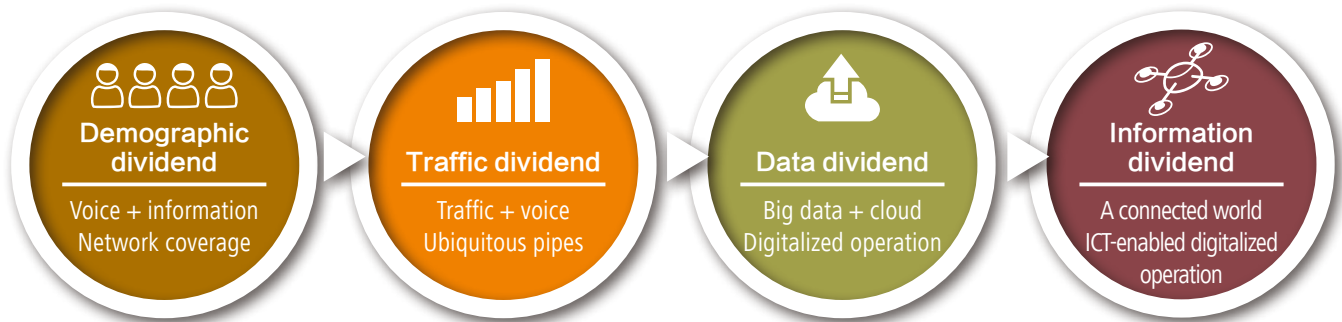 Demographic
dividend
Voice + information
Network coverage
Traffic dividend
Traffic + voice
Ubiquitous pipes
Data dividend
Big data + cloud
Digitalized operation
Information
dividend
A connected world
ICT-enabled digitalized
operation